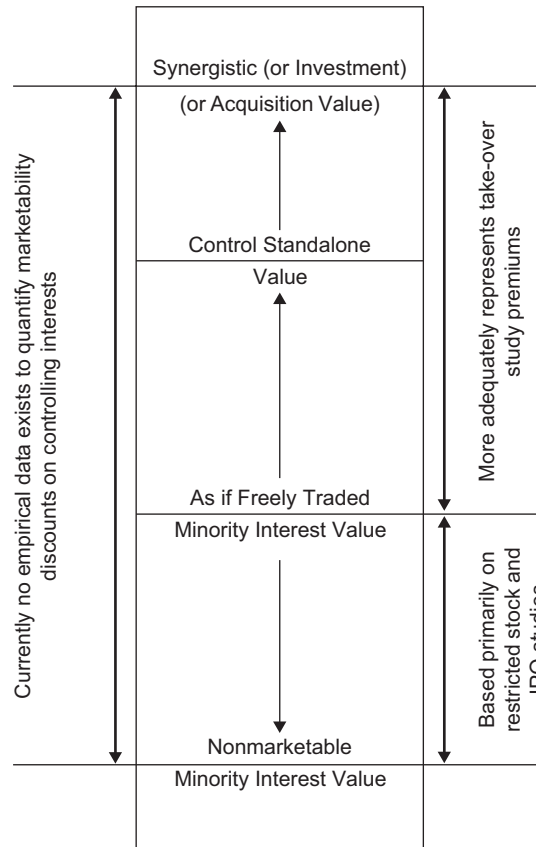 Synergistic (or Investment)
(or Acquisition Value)
Control Standalone
Value
As if Freely Traded
Minority Interest Value
Nonmarketable
Minority Interest Value
Currently no empirical data exists to quantify marketability
discounts on controlling interests
More adequately represents take-over
study premiums
Based primarily on
restricted stock and
IPO studies